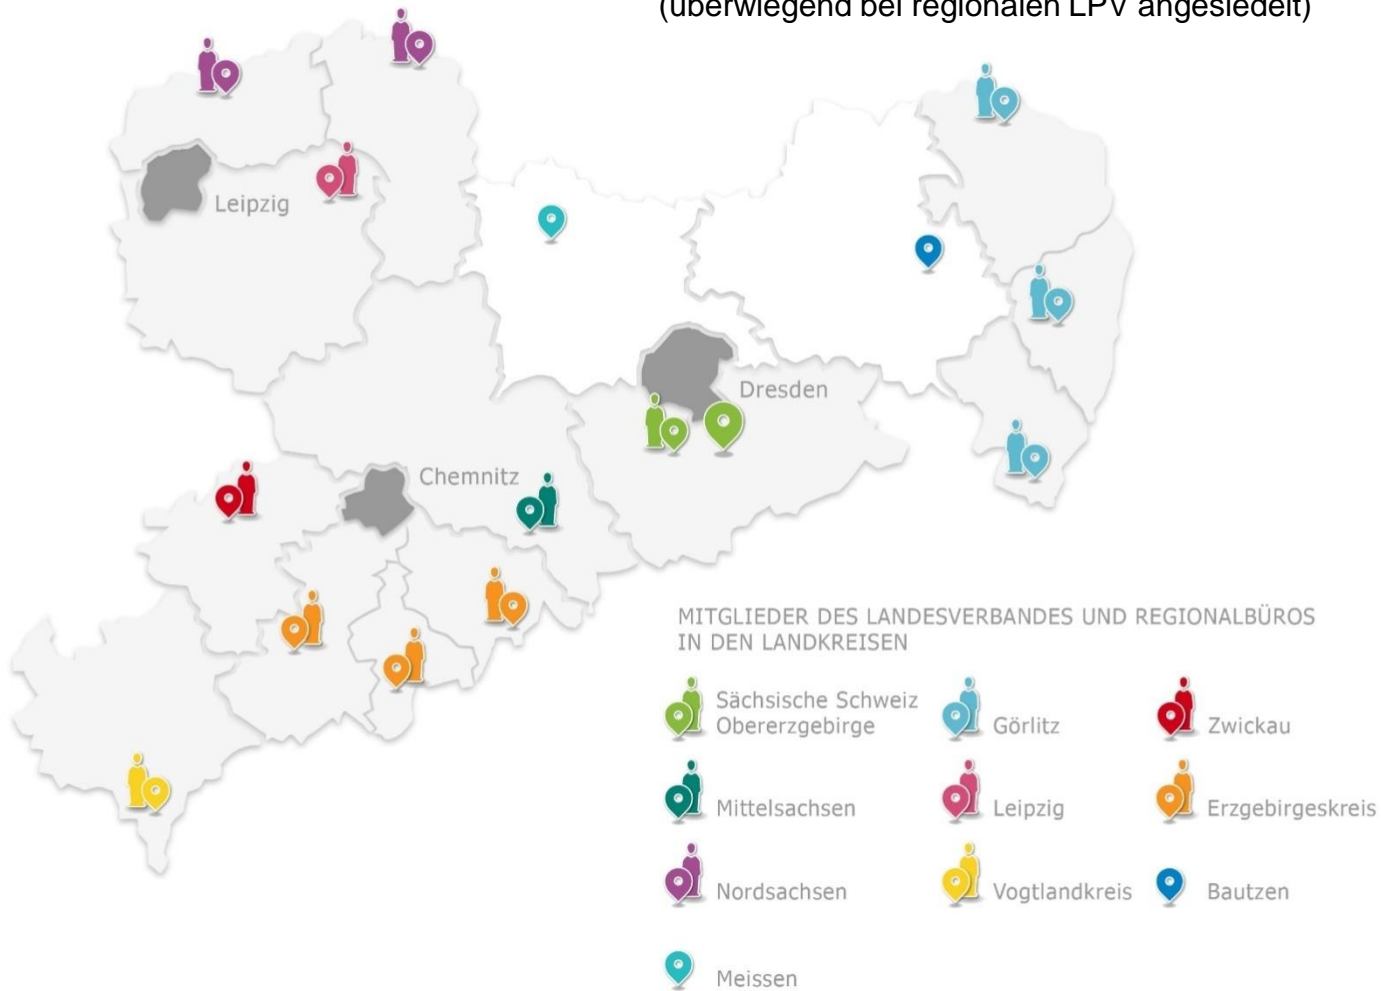 (überwiegend bei regionalen LPV angesiedelt)
Leipzig
Dresden
Chemnitz
MITGLIEDER DES LANDESVERBANDES UND REGIONALBÜROS
IN DEN LANDKREISEN
Sächsische Schweiz
Obererzgebirge
Görlitz
Zwickau
Mittelsachsen
Leipzig
Erzgebirgeskreis
Nordsachsen
Vogtlandkreis
Bautzen
Meissen